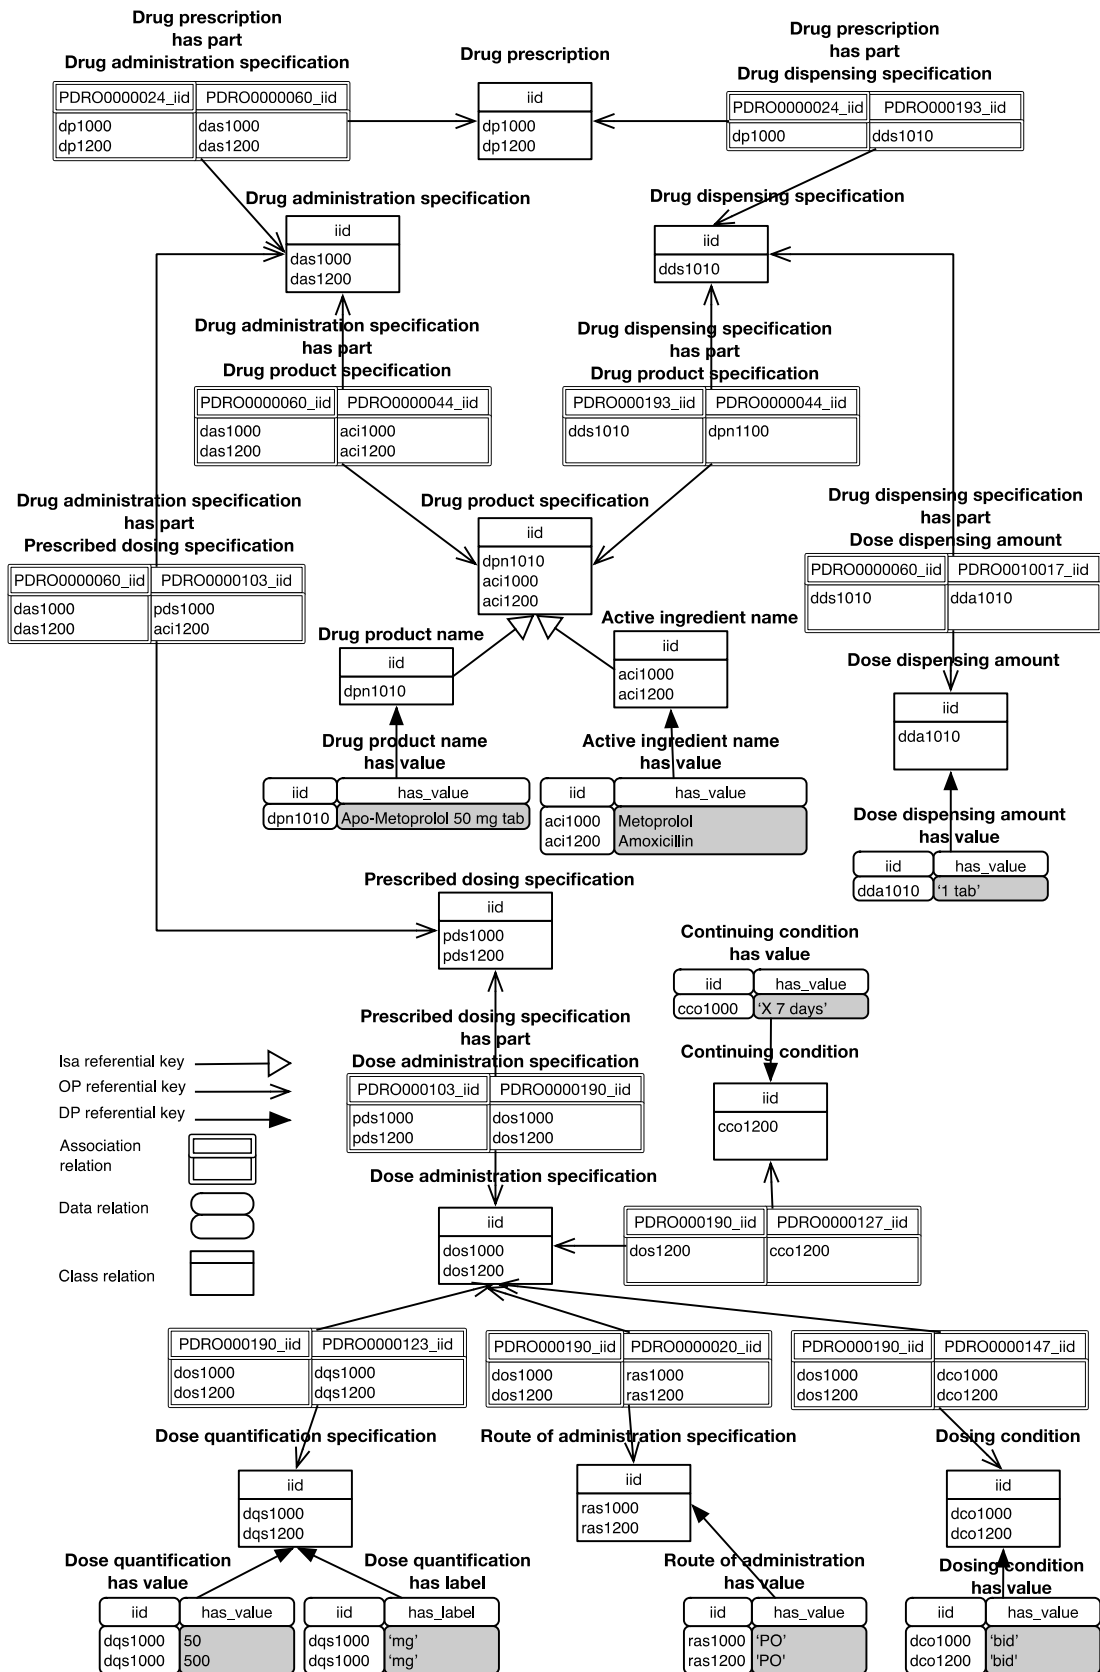 Drug prescription
has part
Drug administration specification
PDRO0000024_iid PDRO0000060_iid
dp1000 das1000
dp1200 das1200
Drug prescription
iid
dp1000
dp1200
Drug prescription
has part
Drug dispensing specification
PDRO0000024_iid PDRO000193_iid
dp1000 dds1010
Drug administration specification
iid
das1000
das1200
Drug dispensing specification
iid
dds1010
Drug administration specification
has part
Drug product specification
PDRO0000060_iid PDRO0000044_iid
das1000 aci1000
das1200 aci1200
Drug dispensing specification
has part
Drug product specification
PDRO000193_iid PDRO0000044_iid
dds1010 dpn1100
Drug administration specification
has part
Prescribed dosing specification
PDRO0000060_iid PDRO0000103_iid
das1000 pds1000
das1200 aci1200
Drug product specification
iid
dpn1010
aci1000
aci1200
Drug dispensing specification
has part
Dose dispensing amount
PDRO0000060_iid PDRO0010017_iid
dds1010 dda1010
Drug product name
iid
dpn1010
Active ingredient name
iid
aci1000
aci1200
Dose dispensing amount
iid
dda1010
Drug product name
has value
iid has_value
dpn1010 Apo-Metoprolol 50 mg tab
Active ingredient name
has value
iid has_value
aci1000 Metoprolol
aci1200 Amoxicillin
Dose dispensing amount
has value
iid has_value
dda1010 '1 tab'
Prescribed dosing specification
iid
pds1000
pds1200
Continuing condition
has value
iid has_value
cco1000 'X 7 days'
Prescribed dosing specification
has part
Dose administration specification
PDRO000103_iid PDRO0000190_iid
pds1000 dos1000
pds1200 dos1200
Continuing condition
iid
cco1200
Isa referential key
OP referential key
DP referential key
Association
relation
Data relation
Class relation
Dose administration specification
iid
dos1000
dos1200
PDRO000190_iid PDRO0000127_iid
dos1200 cco1200
PDRO000190_iid PDRO0000123_iid
dos1000 dqs1000
dos1200 dqs1200
PDRO000190_iid PDRO0000020_iid
dos1000 ras1000
dos1200 ras1200
PDRO000190_iid PDRO0000147_iid
dos1000 dco1000
dos1200 dco1200
Dose quantification specification
iid
dqs1000
dqs1200
Route of administration specification
iid
ras1000
ras1200
Dosing condition
iid
dco1000
dco1200
Dose quantification
has value
iid has_value
dqs1000 50
dqs1000 500
Dose quantification
has label
iid has_label
dqs1000 'mg'
dqs1000 'mg'
Route of administration
has value
iid has_value
ras1000 'PO'
ras1200 'PO'
Dosing condition
has value
iid has_value
dco1000 'bid'
dco1200 'bid'